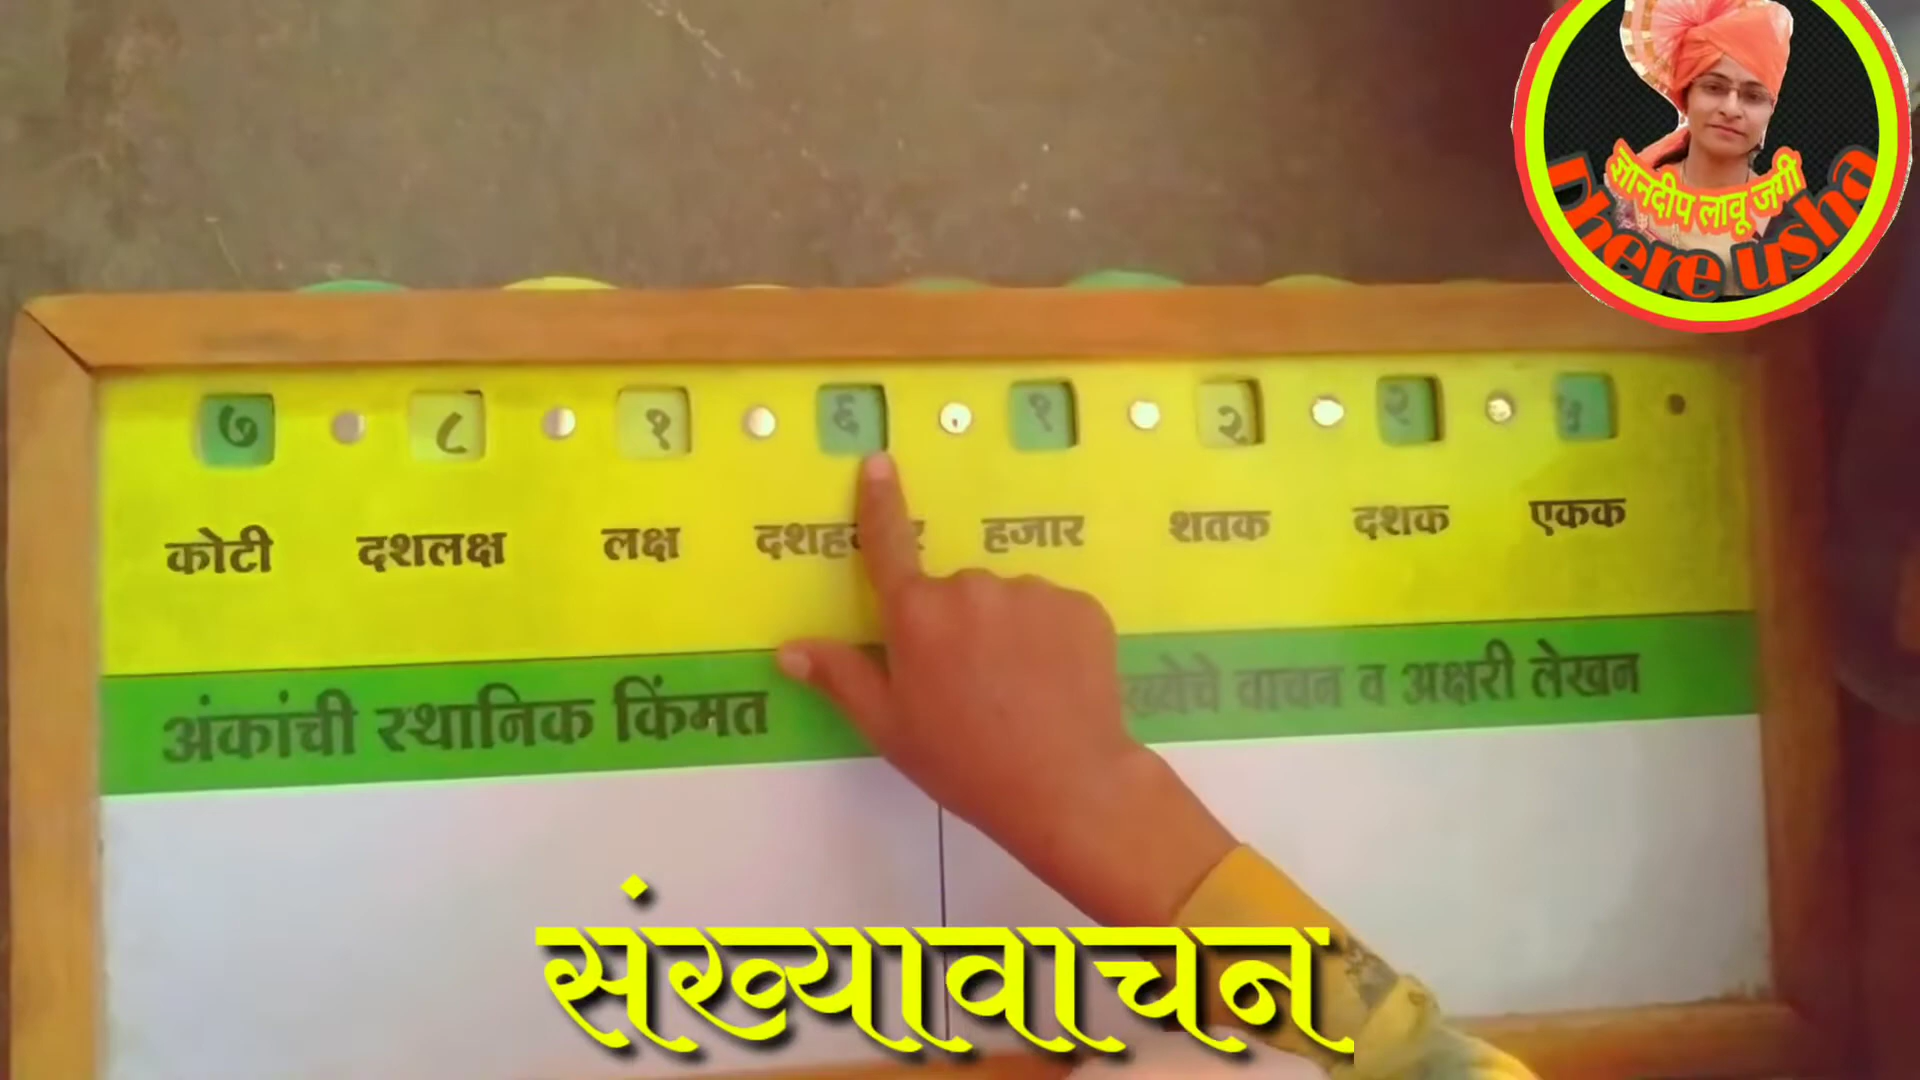 ज्ञानदीप लावू जगी
Dhere usha
७ ८ १ ६ १ २ २
कोटी दशलक्ष लक्ष हजार शतक दशक एकक
अंकांची स्थानिक किंमत
वाचन व अक्षरी लेखन
संख्यावाचन